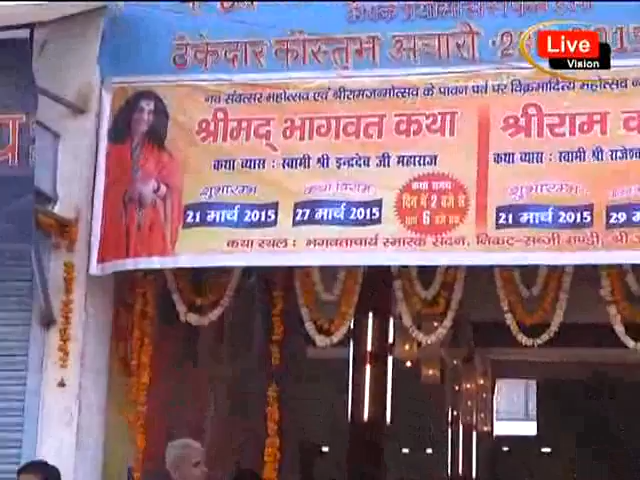 ठेकेदार कौस्तुभ अचारी
Live
Vision
नव संवत्सर महोत्सव एवं श्रीरामजन्मोत्सव के पावन पर्व पर विक्रमादित्य महोत्सव
श्रीमद् भागवत कथा
कथा व्यास : स्वामी श्री इन्द्रदेव जी महाराज
शुभारम्भ
21 मार्च 2015
कथा विराम
27 मार्च 2015
कथा समय
दिन में 2 बजे से
सायं 6 बजे तक
श्रीराम
कथा व्यास : स्वामी श्री
शुभारम्भ
21 मार्च 2015
29
कथा स्थल : भगवताचार्य स्मारक सदन, निकट-सब्जी मण्डी,